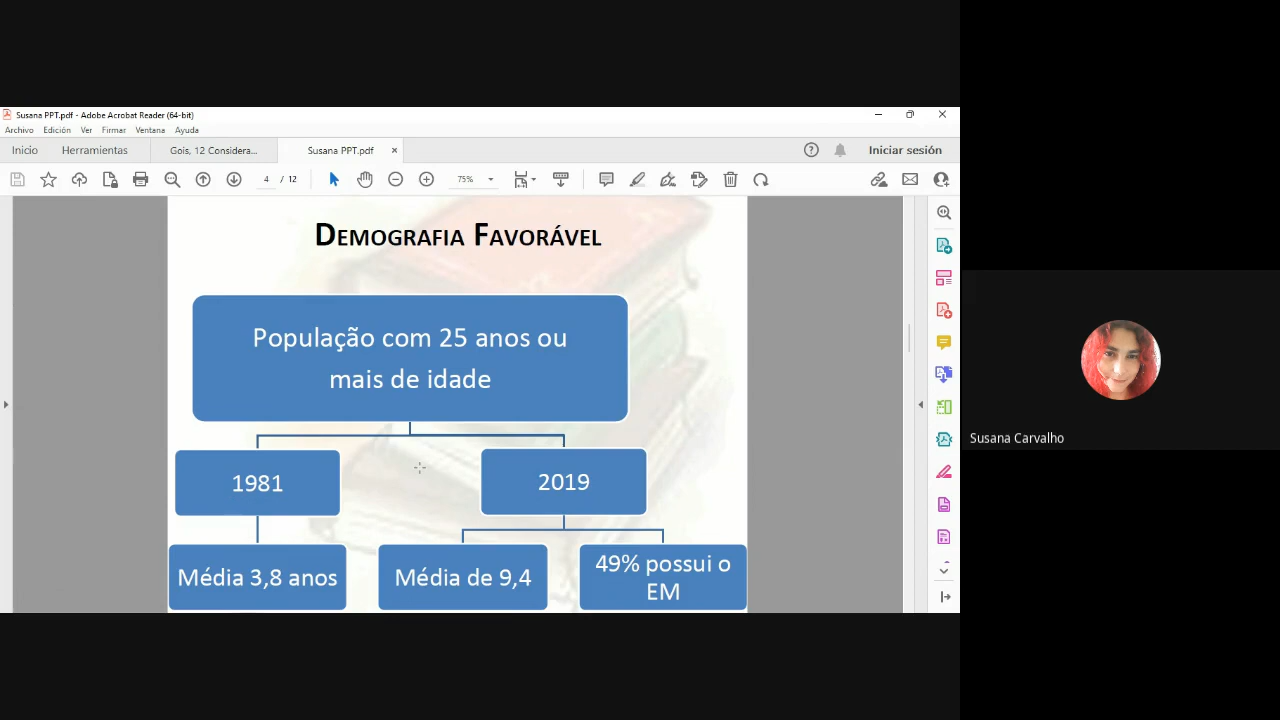 Susana PPT.pdf - Adobe Acrobat Reader (64-bit)
Archivo Edición Ver Firmar Ventana Ayuda
Inicio Herramientas Gois, 12 Considera... Susana PPT.pdf × Iniciar sesión
4 / 12 75%
DEMOGRAFIA FAVORÁVEL
População com 25 anos ou
mais de idade
1981
2019
Média 3,8 anos
Média de 9,4
49% possui o
EM
Susana Carvalho